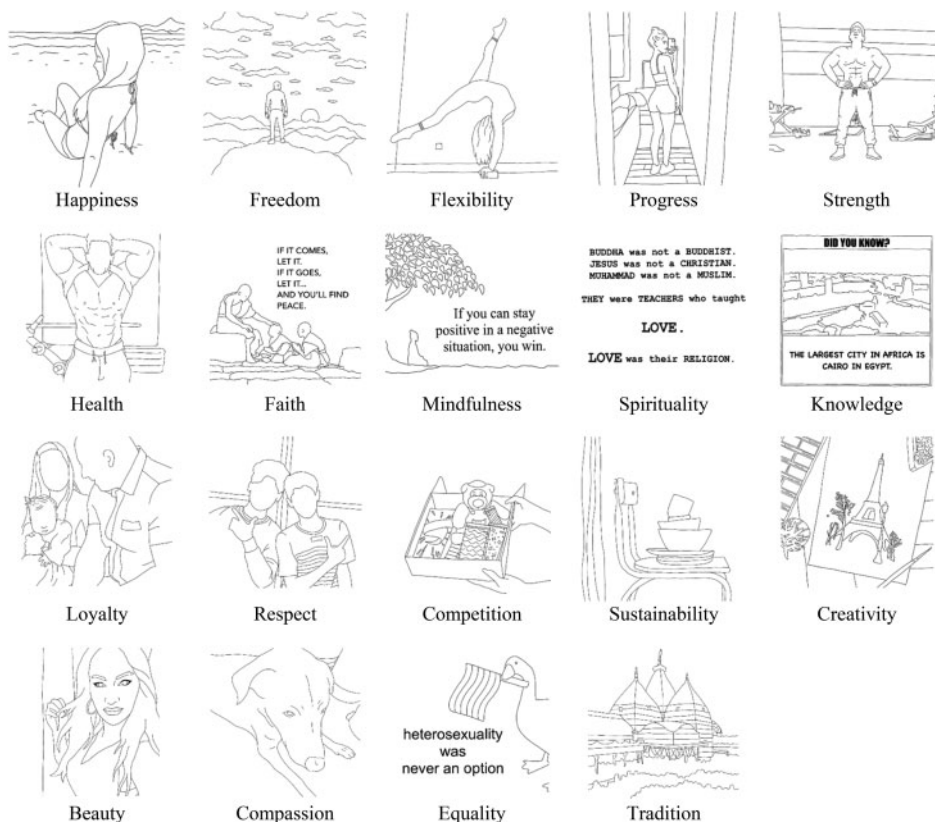 Happiness
Freedom
Flexibility
Progress
Strength
IF IT COMES,
LET IT.
IF IT GOES,
LET IT...
AND YOU'LL FIND
PEACE.
If you can stay
positive in a negative
situation, you win.
BUDDHA was not a BUDDHIST.
JESUS was not a CHRISTIAN.
MUHAMMAD was not a MUSLIM.
THEY were TEACHERS who taught
LOVE.
LOVE was their RELIGION.
DID YOU KNOW?
THE LARGEST CITY IN AFRICA IS
CAIRO IN EGYPT.
Health
Faith
Mindfulness
Spirituality
Knowledge
Loyalty
Respect
Competition
Sustainability
Creativity
heterosexuality
was
never an option
Beauty
Compassion
Equality
Tradition